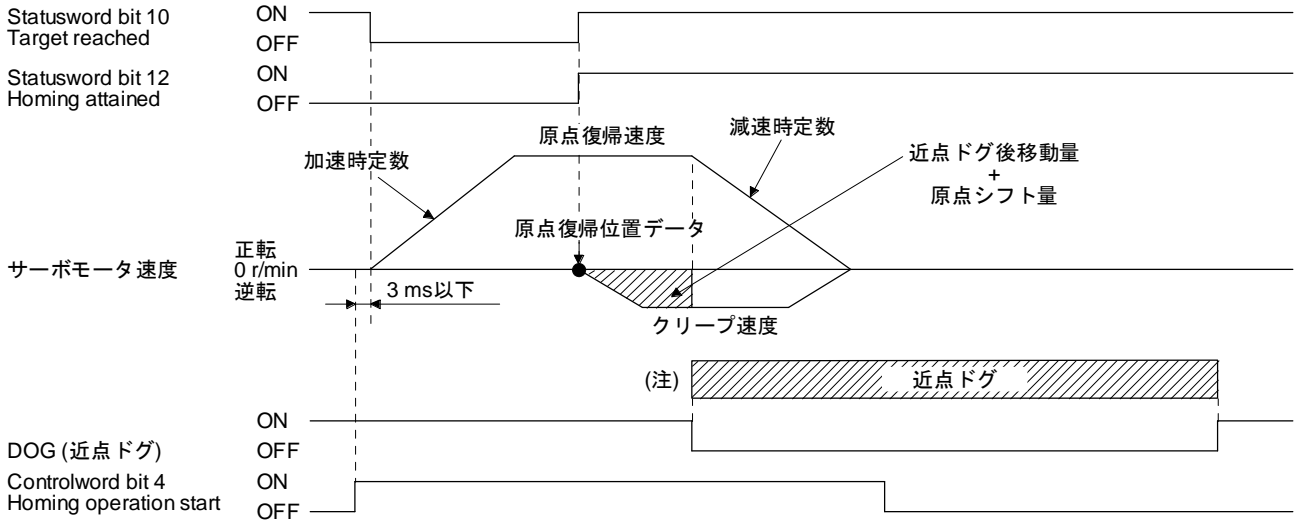 Statusword bit 10
Target reached
ON
OFF
Statusword bit 12
Homing attained
ON
OFF
原点復帰速度
減速時定数
加速時定数
近点ドグ後移動量
+
原点シフト量
原点復帰位置データ
サーボモータ速度
正転
0 r/min
逆転
3 ms以下
クリープ速度
(注)
近点ドグ
DOG (近点ドグ)
ON
OFF
Controlword bit 4
Homing operation start
ON
OFF